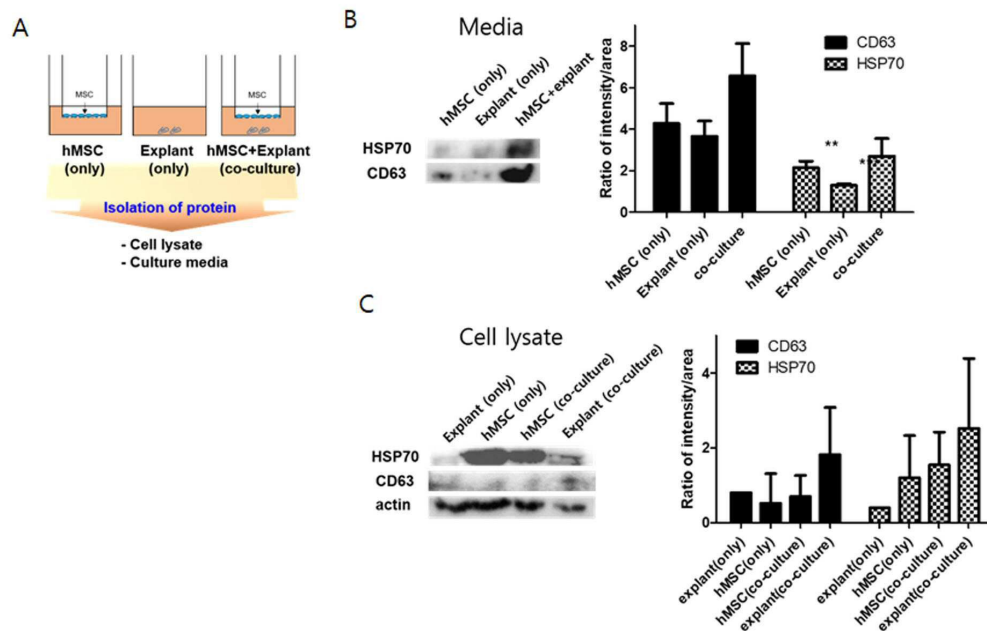 A
MSC
MSC
hMSC
(only)
Explant
(only)
hMSC+Explant
(co-culture)
Isolation of protein
- Cell lysate
- Culture media
B
Media
hMSC (only)
Explant (only)
hMSC+explant
HSP70
CD63
Ratio of intensity/area
8
6
4
2
0
CD63
HSP70
**
*
hMSC (only)
Explant (only)
co-culture
hMSC (only)
Explant (only)
co-culture
C
Cell lysate
Explant (only)
hMSC (only)
hMSC (co-culture)
Explant (co-culture)
HSP70
CD63
actin
Ratio of intensity/area
4
2
0
CD63
HSP70
explant(only)
hMSC(only)
hMSC(co-culture)
explant(co-culture)
explant(only)
hMSC(only)
hMSC(co-culture)
explant(co-culture)